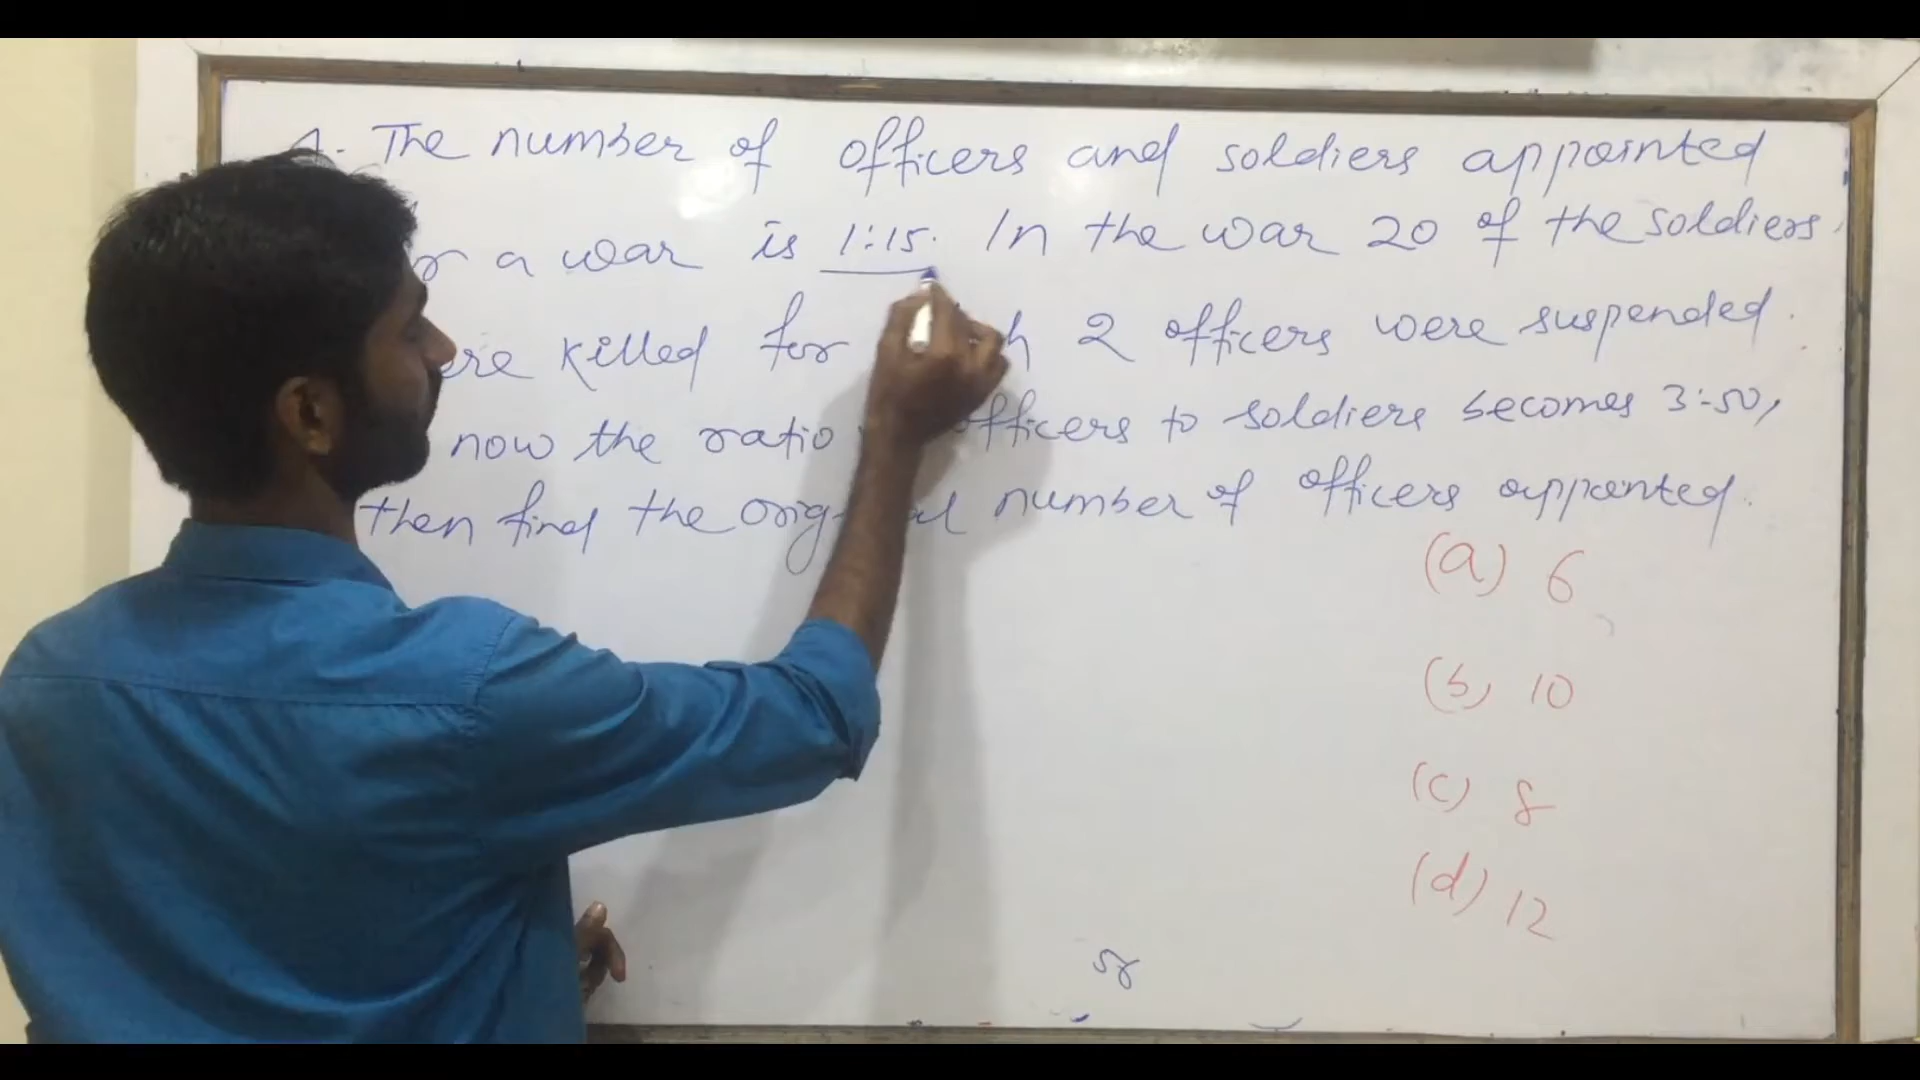 The number of officers and soldiers appointed
a war is 1:15. In the war 20 of the soldiers
killed for 2 officers were suspended.
now the ratio officers to soldiers becomes 3:50,
then find the number of officers appointed.
(a) 6
(b) 10
(c) 8
(d) 12